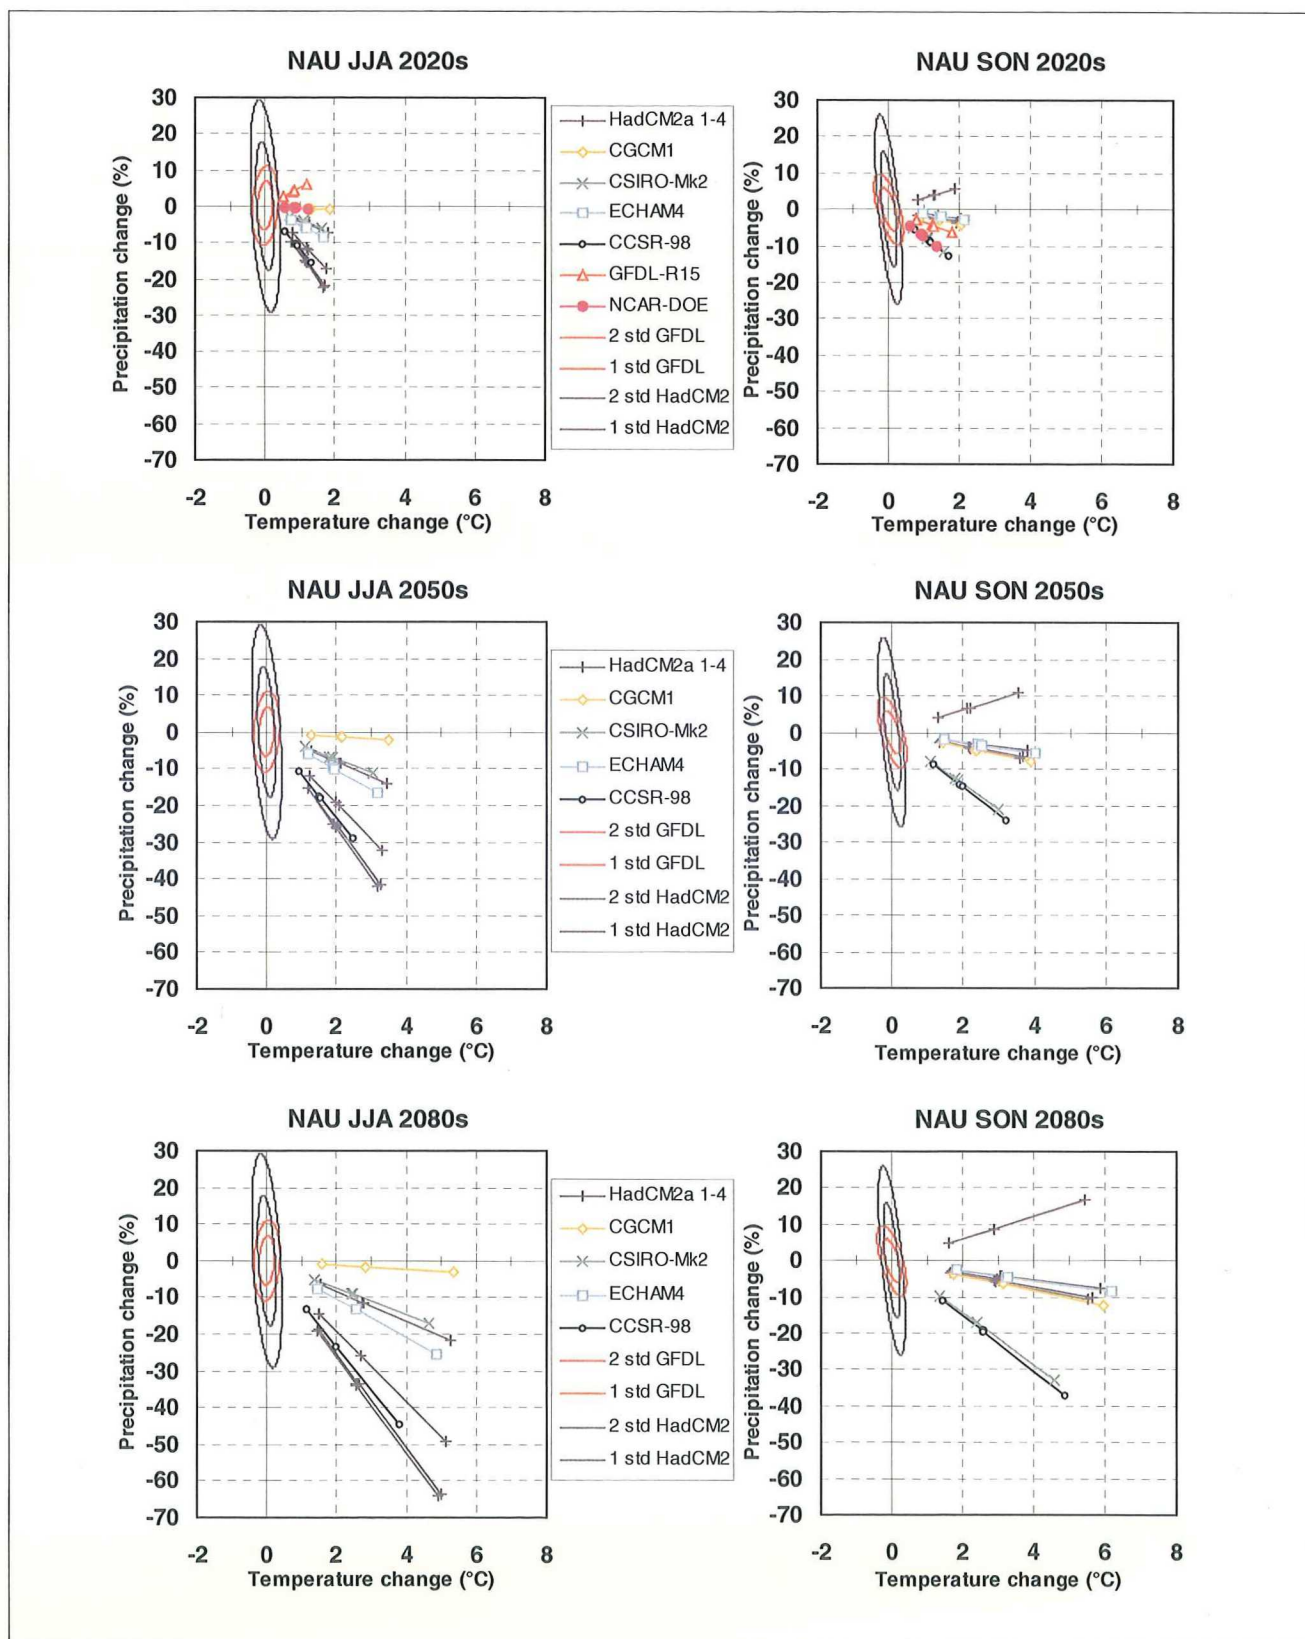 NAU JJA 2020s
30
20
10
0
-10
-20
-30
-40
-50
-60
-70
Precipitation change (%)
-2 0 2 4 6 8
Temperature change (°C)
HadCM2a 1-4
CGCM1
CSIRO-Mk2
ECHAM4
CCSR-98
GFDL-R15
NCAR-DOE
2 std GFDL
1 std GFDL
2 std HadCM2
1 std HadCM2
NAU SON 2020s
30
20
10
0
-10
-20
-30
-40
-50
-60
-70
Precipitation change (%)
-2 0 2 4 6 8
Temperature change (°C)
NAU JJA 2050s
30
20
10
0
-10
-20
-30
-40
-50
-60
-70
Precipitation change (%)
-2 0 2 4 6 8
Temperature change (°C)
HadCM2a 1-4
CGCM1
CSIRO-Mk2
ECHAM4
CCSR-98
2 std GFDL
1 std GFDL
2 std HadCM2
1 std HadCM2
NAU SON 2050s
30
20
10
0
-10
-20
-30
-40
-50
-60
-70
Precipitation change (%)
-2 0 2 4 6 8
Temperature change (°C)
NAU JJA 2080s
30
20
10
0
-10
-20
-30
-40
-50
-60
-70
Precipitation change (%)
-2 0 2 4 6 8
Temperature change (°C)
HadCM2a 1-4
CGCM1
CSIRO-Mk2
ECHAM4
CCSR-98
2 std GFDL
1 std GFDL
2 std HadCM2
1 std HadCM2
NAU SON 2080s
30
20
10
0
-10
-20
-30
-40
-50
-60
-70
Precipitation change (%)
-2 0 2 4 6 8
Temperature change (°C)